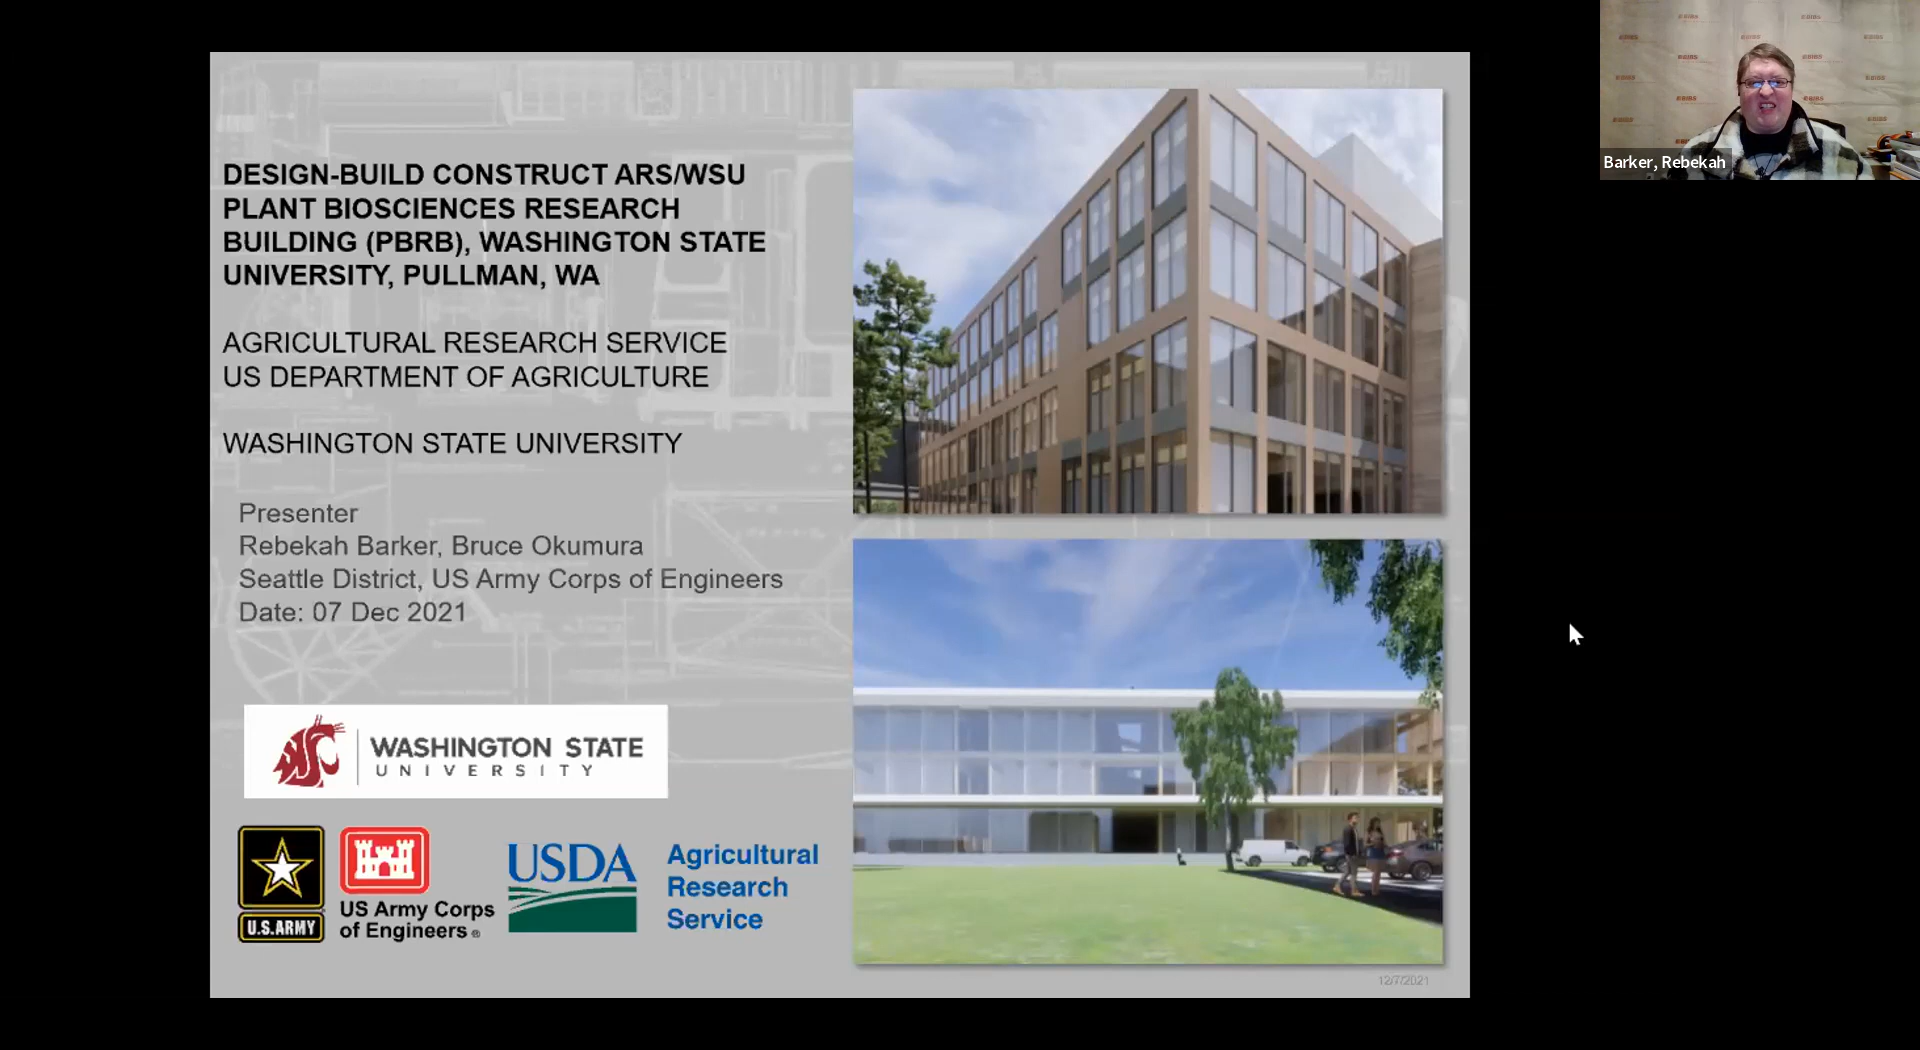 DESIGN-BUILD CONSTRUCT ARS/WSU
PLANT BIOSCIENCES RESEARCH
BUILDING (PBRB), WASHINGTON STATE
UNIVERSITY, PULLMAN, WA
AGRICULTURAL RESEARCH SERVICE
US DEPARTMENT OF AGRICULTURE
WASHINGTON STATE UNIVERSITY
Presenter
Rebekah Barker, Bruce Okumura
Seattle District, US Army Corps of Engineers
Date: 07 Dec 2021
WASHINGTON STATE
UNIVERSITY
U.S.ARMY
US Army Corps
of Engineers ®
USDA
Agricultural
Research
Service
12/7/2021
Barker, Rebekah